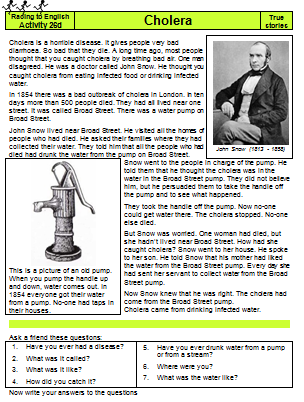 "Rading to English
Activity 26d
Cholera
True
stories
Cholera is a horrible disease. It gives people very bad
diarrhoea. So bad that they die. A long time ago, most people
thought that you caught cholera by breathing bad air. One man
disagreed. He was a doctor called John Snow. He thought you
caught cholera from eating infected food or drinking infected
water.
In 1854 there was a bad outbreak of cholera in London. In ten
days more than 500 people died. They had all lived near one
street. It was called Broad Street. There was a water pump on
Broad Street.
John Snow lived near Broad Street. He visited all the homes of
people who had died. He asked their families where they had
collected their water. They told him that all the people who had
died had drunk the water from the pump on Broad Street.
John Snow (1813 - 1858)
Snow went to the people in charge of the pump. He
told them that he thought the cholera was in the
water in the Broad Street pump. They did not believe
him, but he persuaded them to take the handle off
the pump and to see what happened.
They took the handle off the pump. Now no-one
could get water there. The cholera stopped. No-one
else died.
But Snow was worried. One woman had died, but
she hadn't lived near Broad Street. How had she
caught cholera? Snow went to her house. He spoke
to her son. He told Snow that his mother had liked
the water from the Broad Street pump. Every day she
had sent her servant to collect water from the Broad
Street pump.
Now Snow knew that he was right. The cholera had
come from the Broad Street pump.
Cholera came from drinking infected water.
This is a picture of an old pump.
When you pump the handle up
and down, water comes out. In
1854 everyone got their water
from a pump. No-one had taps in
their houses.
Ask a friend these questions:
1. Have you ever had a disease?
2. What was it called?
3. What was it like?
4. How did you catch it?
5. Have you ever drunk water from a pump
or from a stream?
6. Where were you?
7. What was the water like?
Now write your answers to the questions